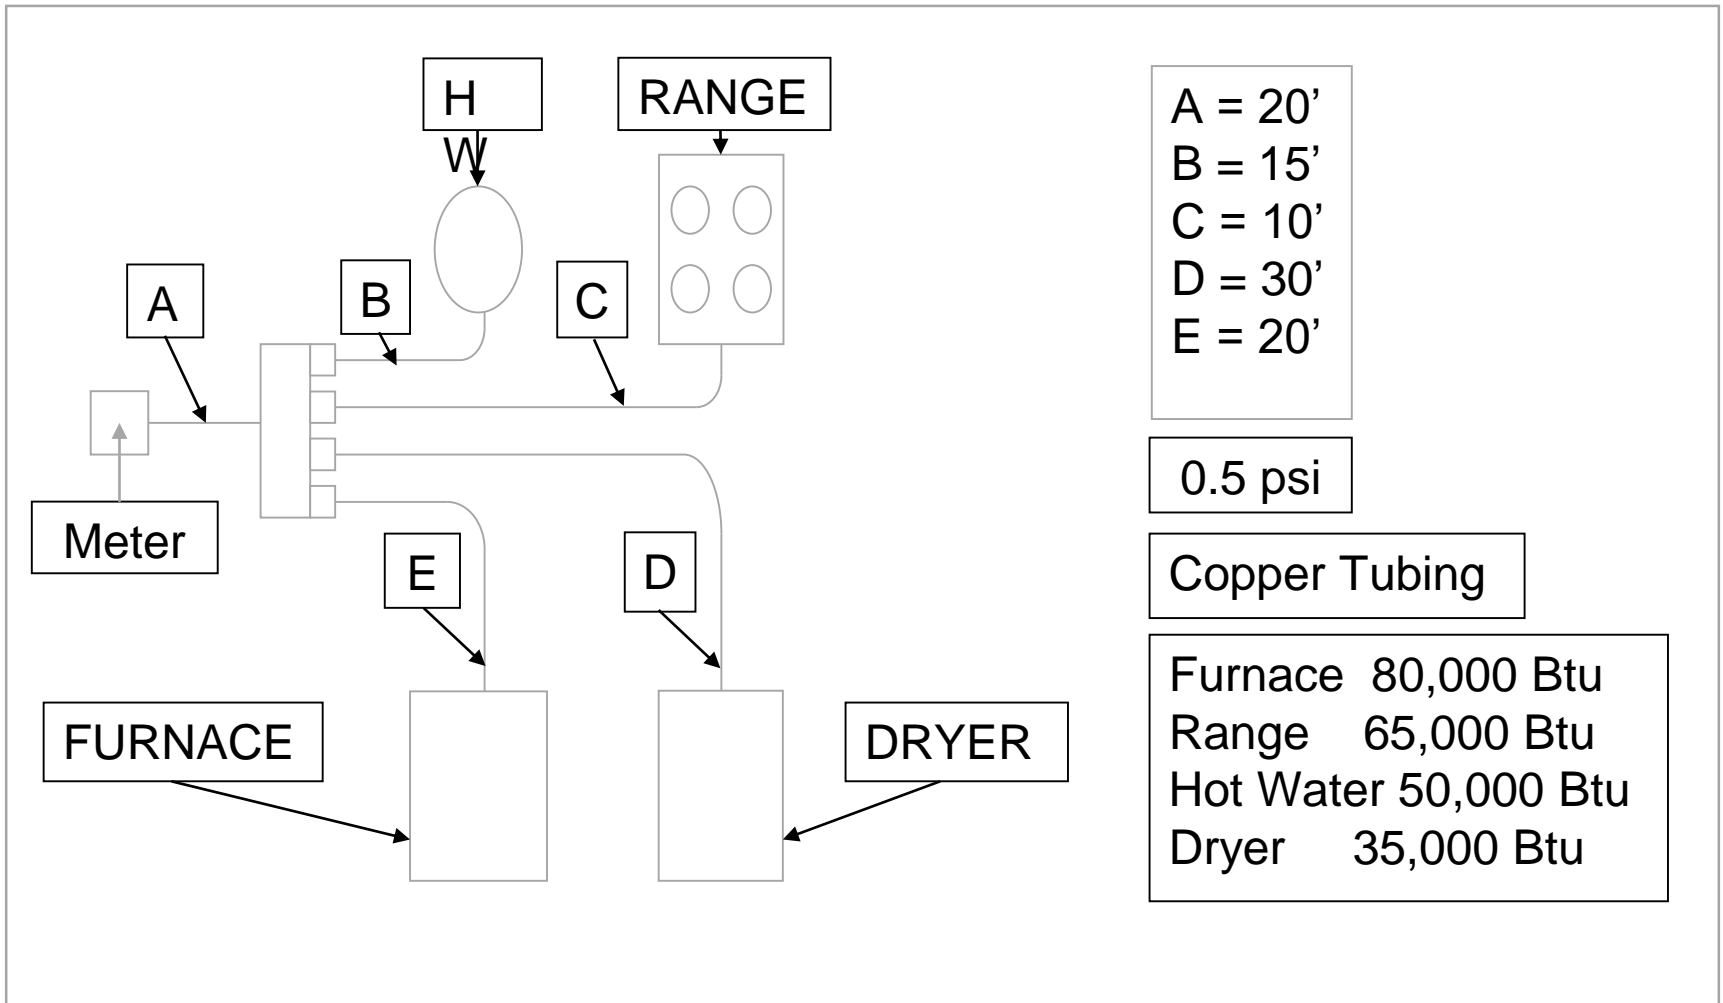 H
W
RANGE
A
B
C
Meter
E
D
FURNACE
DRYER
A = 20’
B = 15’
C = 10’
D = 30’
E = 20’
0.5 psi
Copper Tubing
Furnace 80,000 Btu
Range 65,000 Btu
Hot Water 50,000 Btu
Dryer 35,000 Btu